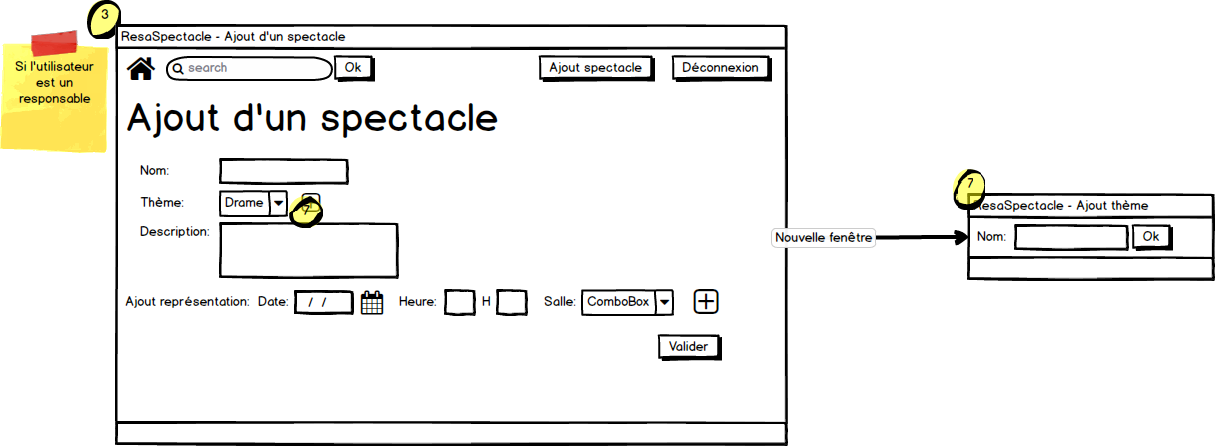 3
Si l'utilisateur
est un
responsable
ResaSpectacle - Ajout d'un spectacle
search Ok Ajout spectacle Déconnexion
Ajout d'un spectacle
Nom:
Thème: Drame 7
Description:
Ajout représentation: Date: / / Heure: H Salle: ComboBox
Valider
Nouvelle fenêtre
7
ResaSpectacle - Ajout thème
Nom: Ok